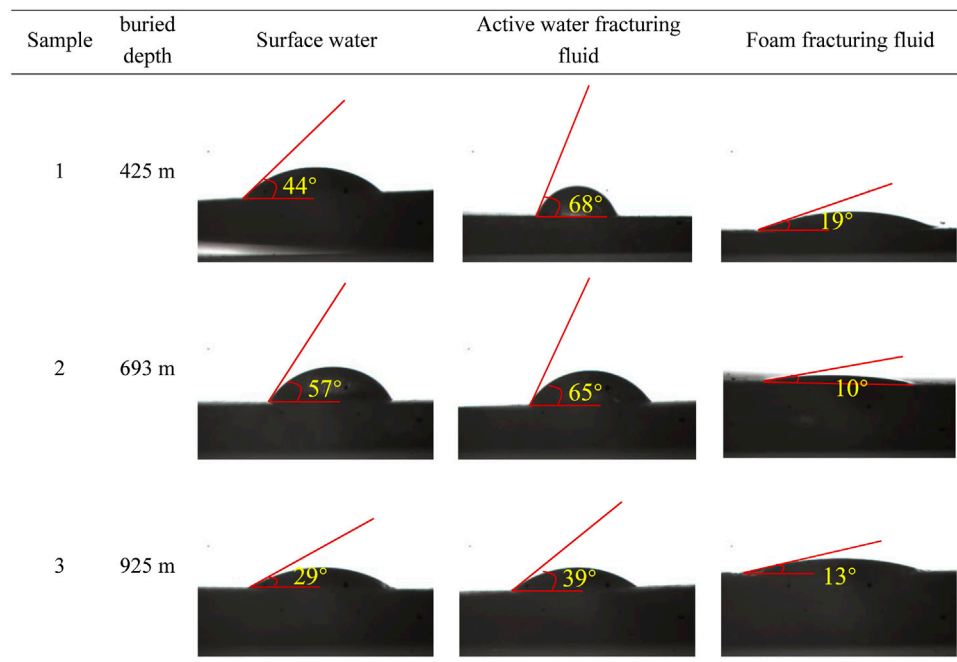 Sample
buried
depth
Surface water
Active water fracturing
fluid
Foam fracturing fluid
1
425 m
44°
68°
19°
2
693 m
57°
65°
10°
3
925 m
29°
39°
13°